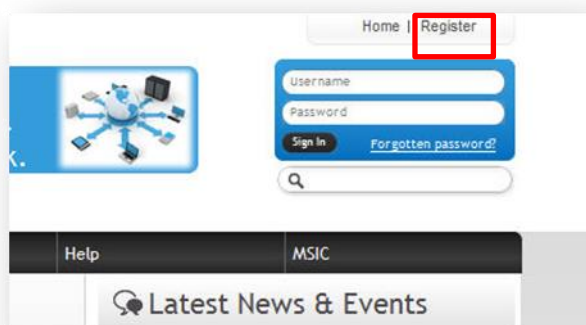 Home | Register
Username
Password
Sign In Forgotten password?
k.
Help MSIC
Latest News & Events